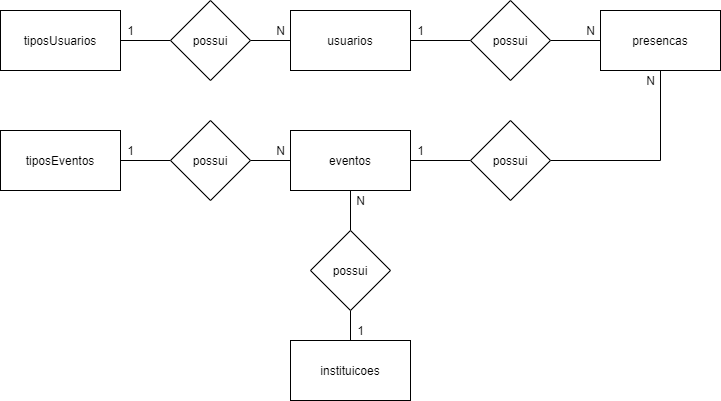 tiposUsuarios 1 possui N usuarios 1 possui N presencas
N
tiposEventos 1 possui N eventos 1 possui
N
possui
1
instituicoes